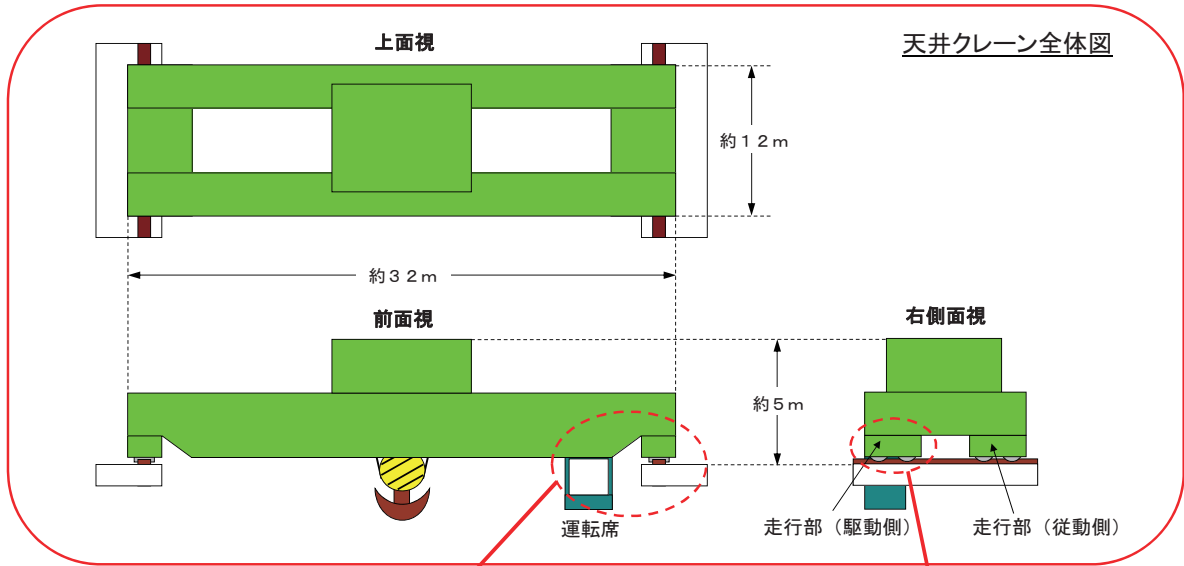 上面視
天井クレーン全体図
約12m
約32m
前面視
右側面視
約5m
運転席
走行部（駆動側）
走行部（従動側）